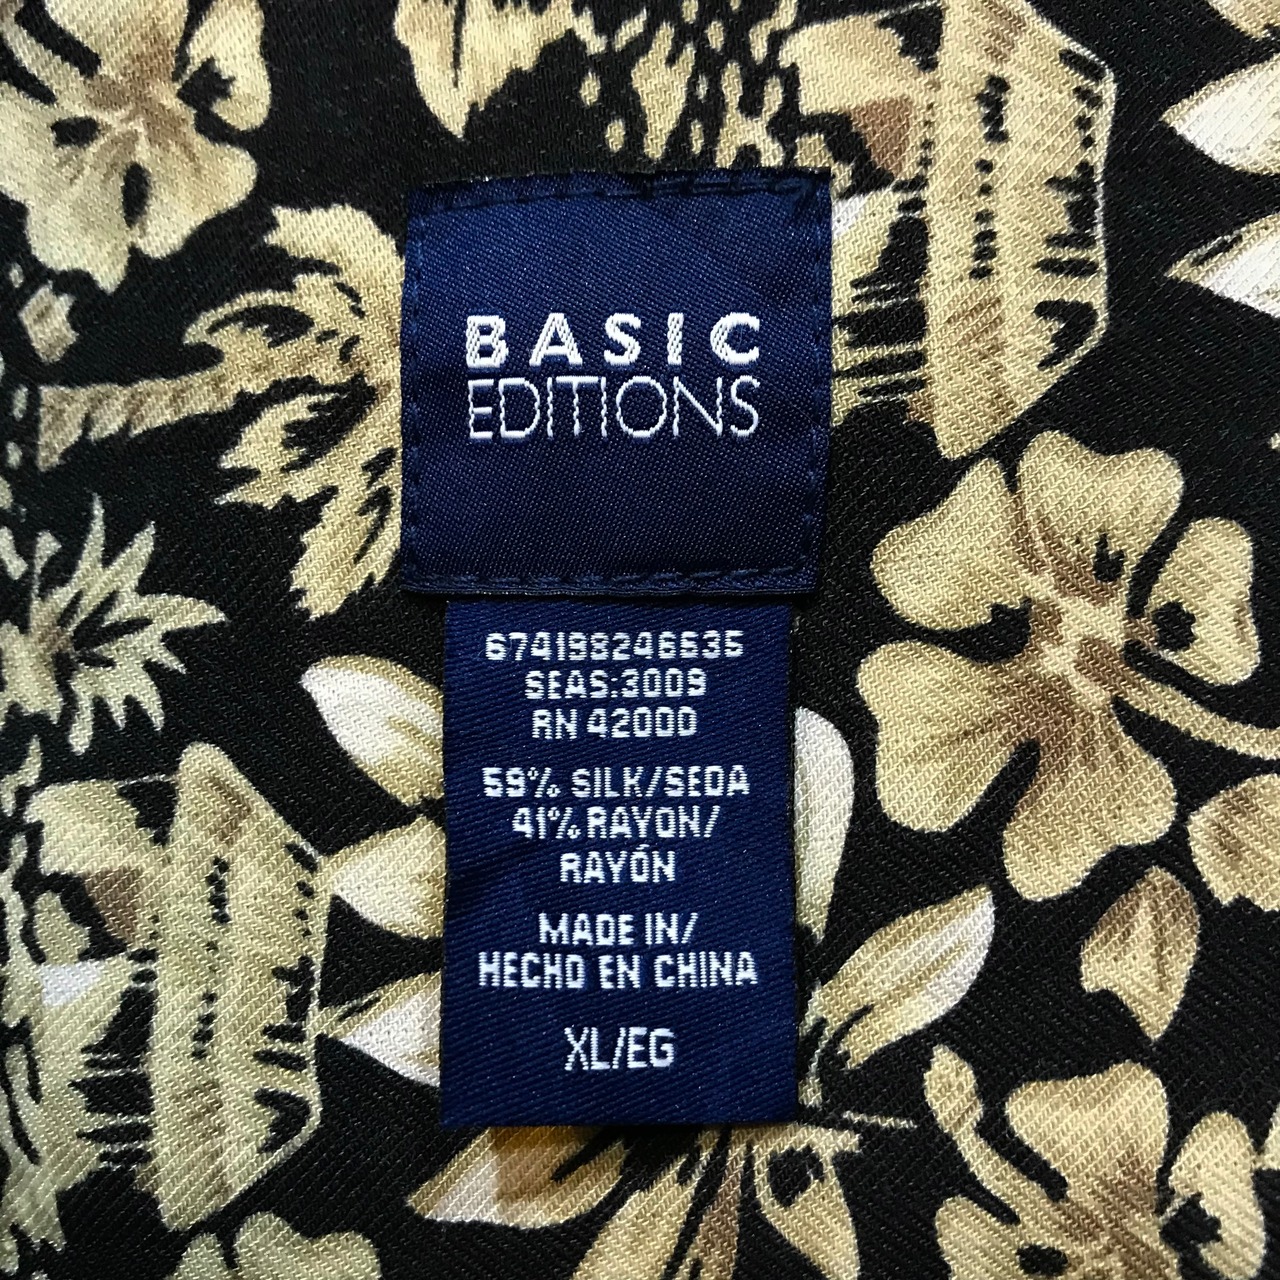 BASIC
EDITIONS
674198246635
SEAS:3009
RN 42000
59% SILK/SEDA
41% RAYON/
RAYÓN
MADE IN/
HECHO EN CHINA
XL/EG